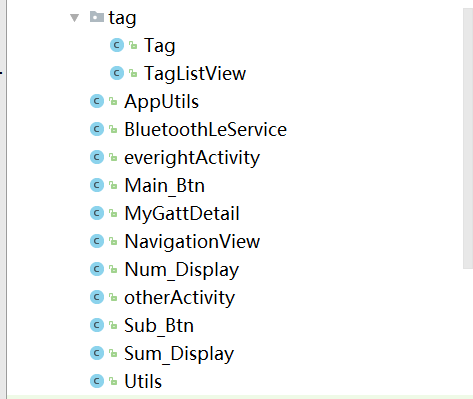 tag
Tag
TagListView
AppUtils
BluetoothLeService
everightActivity
Main_Btn
MyGattDetail
NavigationView
Num_Display
otherActivity
Sub_Btn
Sum_Display
Utils